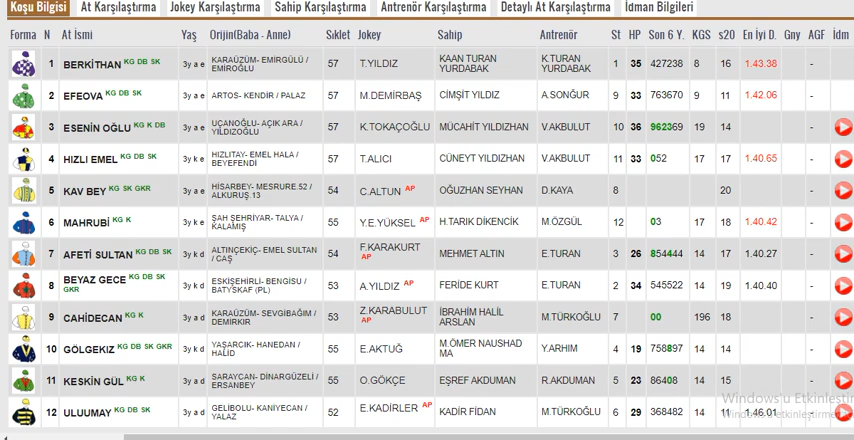 Koşu Bilgisi At Karşılaştırma Jokey Karşılaştırma Sahip Karşılaştırma Antrenör Karşılaştırma Detaylı At Karşılaştırma İdman Bilgileri
Forma N At İsmi Yaş Orijin(Baba - Anne) Sıklet Jokey Sahip Antrenör St HP Son 6 Y. KGS s20 En İyi D. Gny AGF İdm
1 BERKİTHAN KG DB SK 3y a e KARAÜZÜM- EMİRGÜLÜ / EMİROĞLU 57 T.YILDIZ KAAN TURAN YURDABAK K.TURAN YURDABAK 1 35 427238 8 16 1.43.38 -
2 EFEOVA KG DB SK 3y a e ARTOS- KENDİR / PALAZ 57 M.DEMİRBAŞ CİMŞİT YILDIZ A.SONĞUR 9 33 763670 9 11 1.42.06 -
3 ESENİN OĞLU KG K DB 3y a e UÇANOĞLU- AÇIK ARA / YILDIZOĞLU 57 K.TOKAÇOĞLU MÜCAHİT YILDIZHAN V.AKBULUT 10 36 962369 19 14 -
4 HIZLI EMEL KG DB SK 3y k e HIZLITAY- EMEL HALA / BEYEFENDİ 57 T.ALICI CÜNEYT YILDIZHAN V.AKBULUT 11 33 052 17 17 1.40.65 -
5 KAV BEY KG SK GKR 3y a e HİSARBEY- MESRURE.52 / ALKURUŞ.13 54 C.ALTUN AP OĞUZHAN SEYHAN D.KAYA 8 20 -
6 MAHRUBİ KG K 3y k e ŞAH ŞEHRİYAR- TALYA / KALAMIŞ 55 Y.E.YÜKSEL AP H.TARIK DİKENCİK M.ÖZGÜL 12 03 17 18 1.40.42 -
7 AFETİ SULTAN KG DB SK 3y k d ALTINÇEKİÇ- EMEL SULTAN / CAŞ 54 F.KARAKURT AP MEHMET ALTIN E.TURAN 3 26 854444 14 17 1.40.27 -
8 BEYAZ GECE KG DB SK GKR 3y k d ESKİŞEHİRLİ- BENGİSU / BATYSKAF (PL) 53 A.YILDIZ AP FERİDE KURT E.TURAN 2 34 545522 14 19 1.40.40 -
9 CAHİDECAN KG K 3y a d KARAÜZÜM- SEVGİBAĞIM / DEMİRKIR 53 Z.KARABULUT AP İBRAHİM HALİL ARSLAN M.TÜRKOĞLU 7 00 196 18 -
10 GÖLGEKIZ KG DB SK GKR 3y k d YAŞARCIK- HANEDAN / HALİD 55 E.AKTUĞ M.ÖMER NAUSHAD MA Y.ARHIM 4 19 758897 14 14 -
11 KESKİN GÜL KG K 3y a d SARAYCAN- DİNARGÜZELİ / ERSANBEY 55 O.GÖKÇE EŞREF AKDUMAN R.AKDUMAN 5 23 86408 14 15 -
12 ULUUMAY KG DB SK 3y a d GELİBOLU- KANİYECAN / YALAZ 52 E.KADİRLER AP KADİR FİDAN M.TÜRKOĞLU 6 29 368482 14 11 1.46.01 -
Windows'u Etkinleştir
Windows'u etkinleştirmek